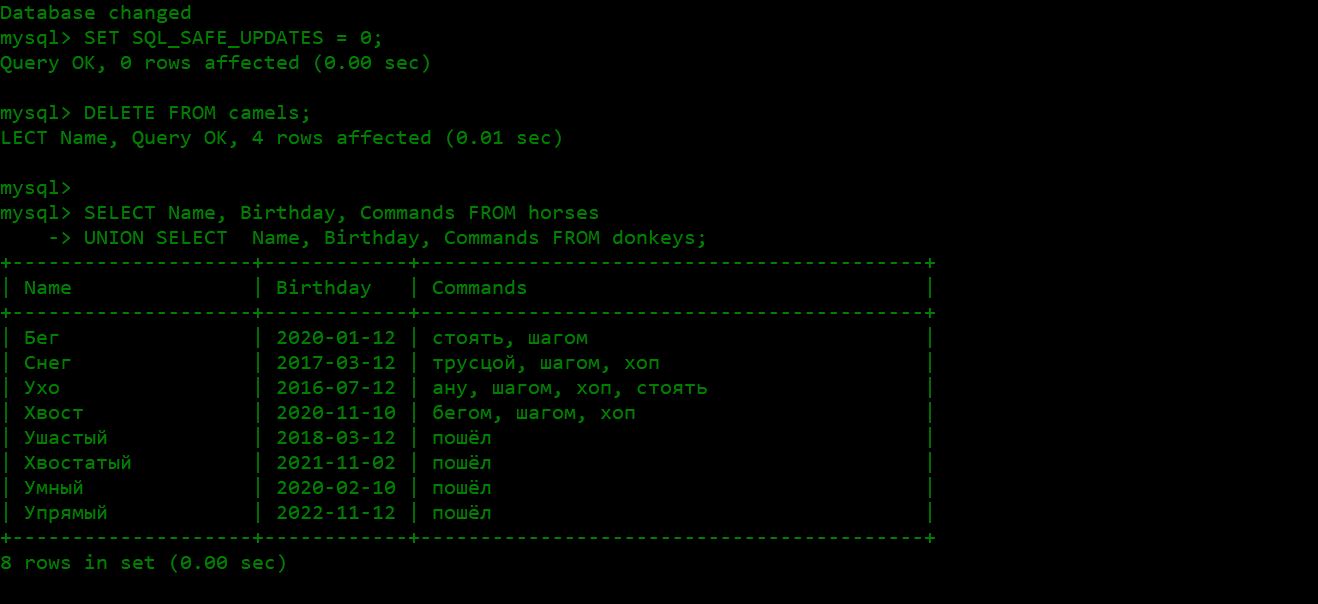 Database changed
mysql> SET SQL_SAFE_UPDATES = 0;
Query OK, 0 rows affected (0.00 sec)
mysql> DELETE FROM camels;
LECT Name, Query OK, 4 rows affected (0.01 sec)
mysql>
mysql> SELECT Name, Birthday, Commands FROM horses
    -> UNION SELECT  Name, Birthday, Commands FROM donkeys;
+--------------------+------------+------------------------------------------+
| Name               | Birthday   | Commands                                 |
+--------------------+------------+------------------------------------------+
| Бег                | 2020-01-12 | стоять, шагом                            |
| Снег               | 2017-03-12 | трусцой, шагом, хоп                      |
| Ухо                | 2016-07-12 | ану, шагом, хоп, стоять                  |
| Хвост              | 2020-11-10 | бегом, шагом, хоп                        |
| Ушастый            | 2018-03-12 | пошёл                                    |
| Хвостатый          | 2021-11-02 | пошёл                                    |
| Умный              | 2020-02-10 | пошёл                                    |
| Упрямый            | 2022-11-12 | пошёл                                    |
+--------------------+------------+------------------------------------------+
8 rows in set (0.00 sec)